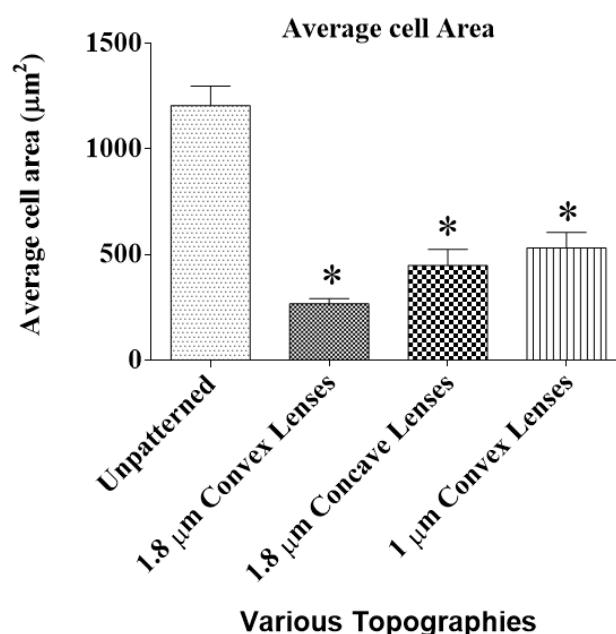 Average cell Area
Average cell area (μm²)
1500
1000
500
0
*
*
*
Unpatterned
1.8 μm Convex Lenses
1.8 μm Concave Lenses
1 μm Convex Lenses
Various Topographies